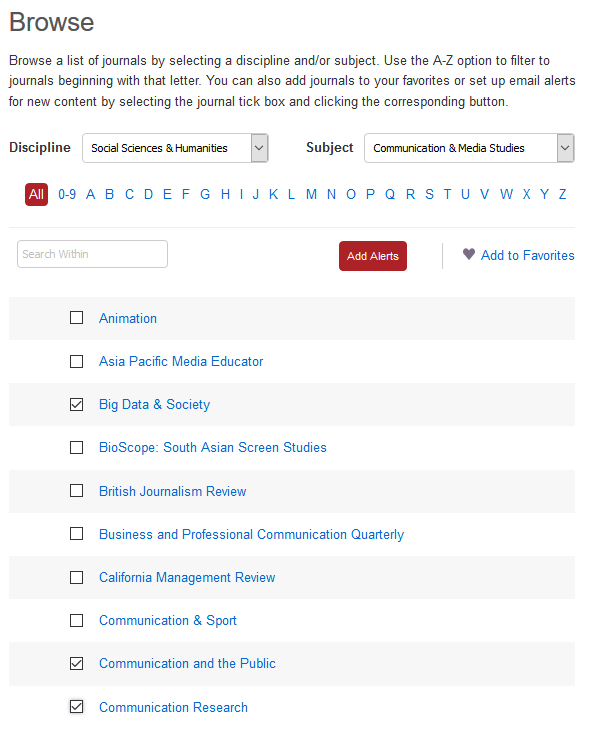 Browse
Browse a list of journals by selecting a discipline and/or subject. Use the A-Z option to filter to
journals beginning with that letter. You can also add journals to your favorites or set up email alerts
for new content by selecting the journal tick box and clicking the corresponding button.
Discipline Social Sciences & Humanities Subject Communication & Media Studies
All 0-9 A B C D E F G H I J K L M N O P Q R S T U V W X Y Z
Search Within Add Alerts Add to Favorites
Animation
Asia Pacific Media Educator
Big Data & Society
BioScope: South Asian Screen Studies
British Journalism Review
Business and Professional Communication Quarterly
California Management Review
Communication & Sport
Communication and the Public
Communication Research